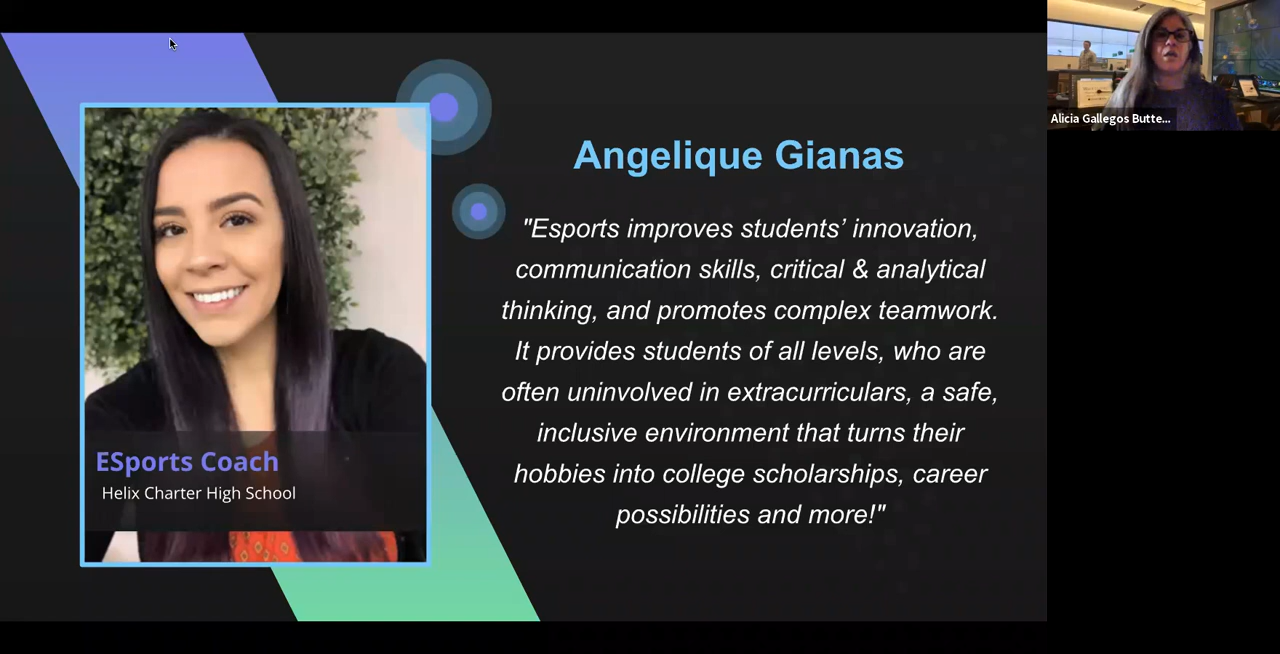 Alicia Gallegos Butte...
Angelique Gianas
"Esports improves students’ innovation,
communication skills, critical & analytical
thinking, and promotes complex teamwork.
It provides students of all levels, who are
often uninvolved in extracurriculars, a safe,
inclusive environment that turns their
hobbies into college scholarships, career
possibilities and more!"
ESports Coach
Helix Charter High School